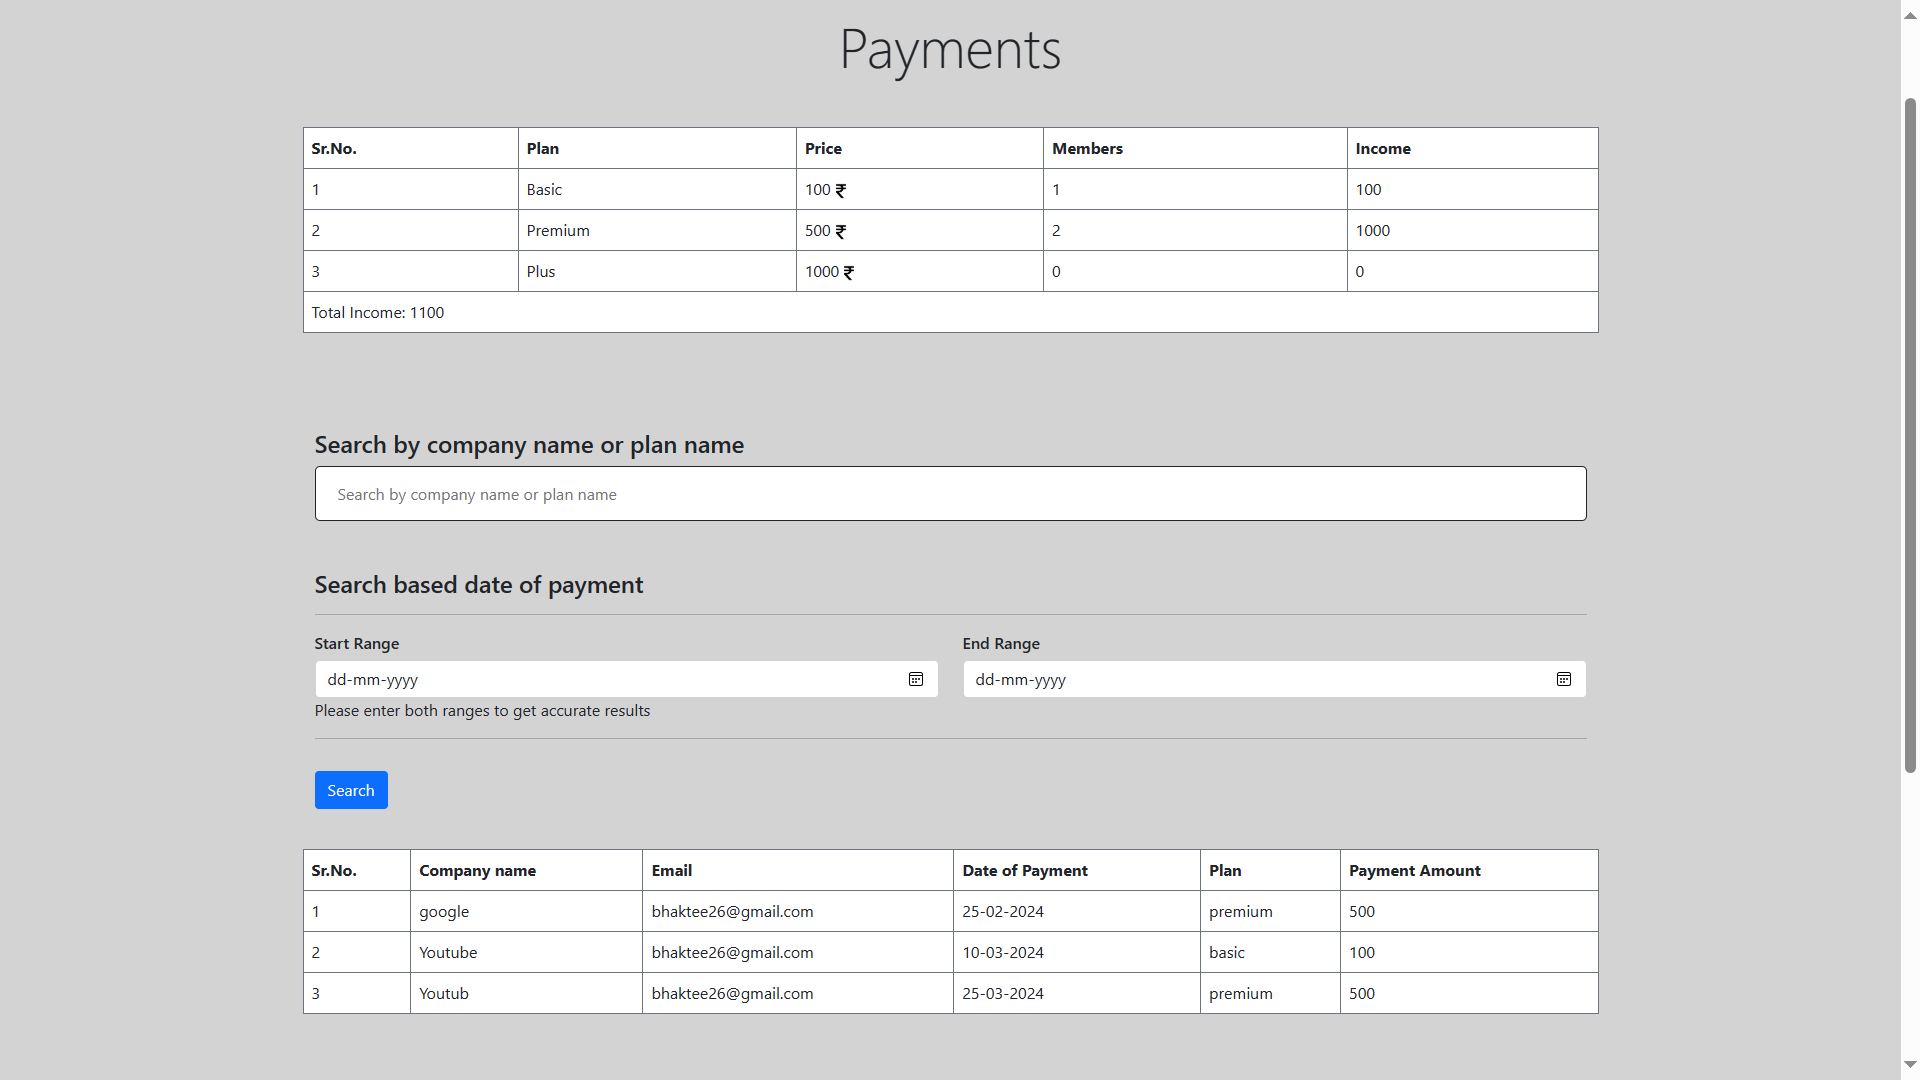 Payments
Sr.No. Plan Price Members Income
1 Basic 100 ₹ 1 100
2 Premium 500 ₹ 2 1000
3 Plus 1000 ₹ 0 0
Total Income: 1100
Search by company name or plan name
Search by company name or plan name
Search based date of payment
Start Range End Range
dd-mm-yyyy dd-mm-yyyy
Please enter both ranges to get accurate results
Search
Sr.No. Company name Email Date of Payment Plan Payment Amount
1 google bhaktee26@gmail.com 25-02-2024 premium 500
2 Youtube bhaktee26@gmail.com 10-03-2024 basic 100
3 Youtub bhaktee26@gmail.com 25-03-2024 premium 500